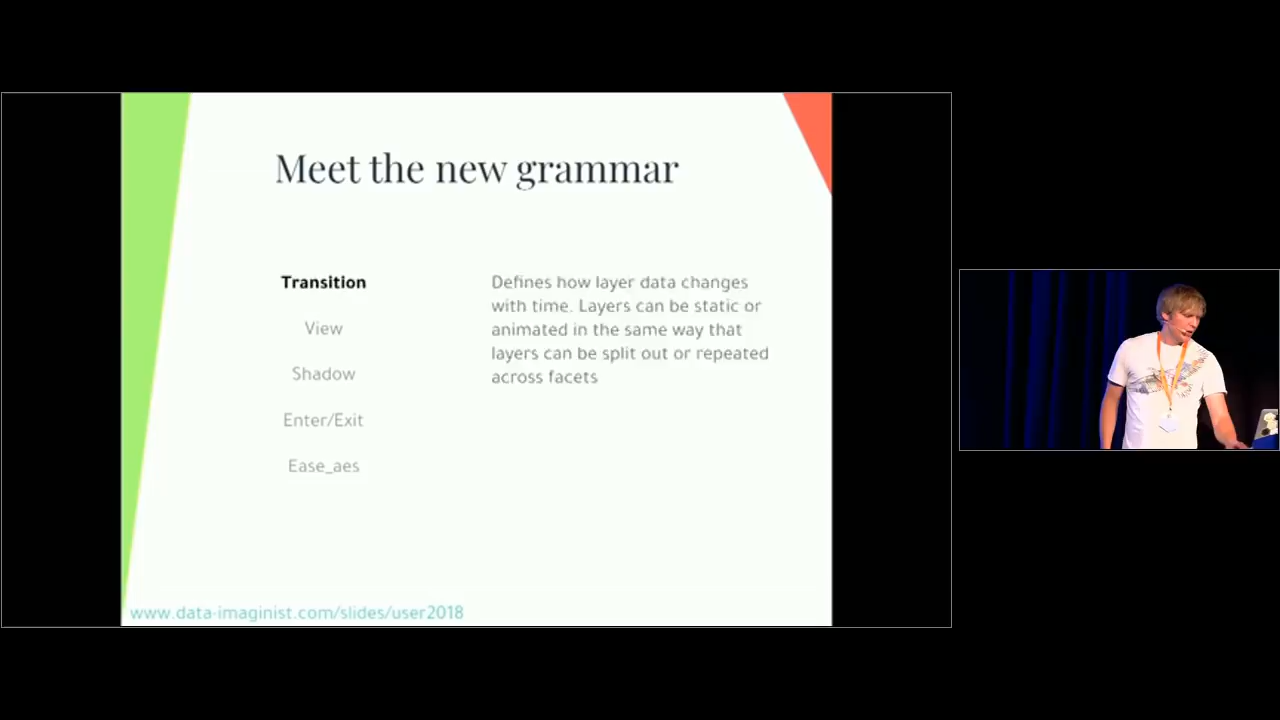 Meet the new grammar
Transition
View
Shadow
Enter/Exit
Ease_aes
Defines how layer data changes
with time. Layers can be static or
animated in the same way that
layers can be split out or repeated
across facets
www.data-imaginist.com/slides/user2018